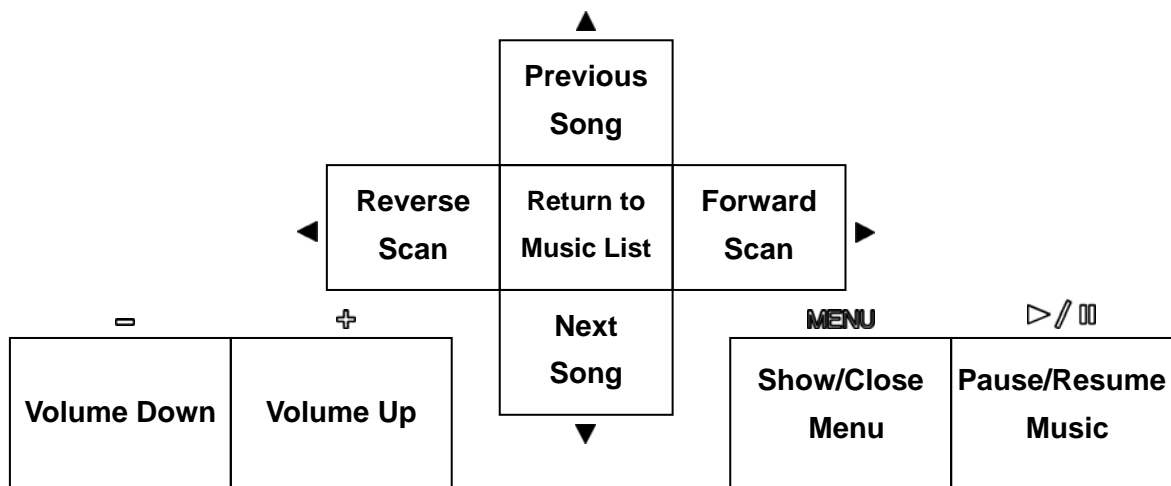 ▲
Previous
Song
◀
Reverse
Scan
Return to
Music List
Forward
Scan
▶
Next
Song
▼
−
+
MENU
▷/▯▯
Volume Down
Volume Up
Show/Close
Menu
Pause/Resume
Music